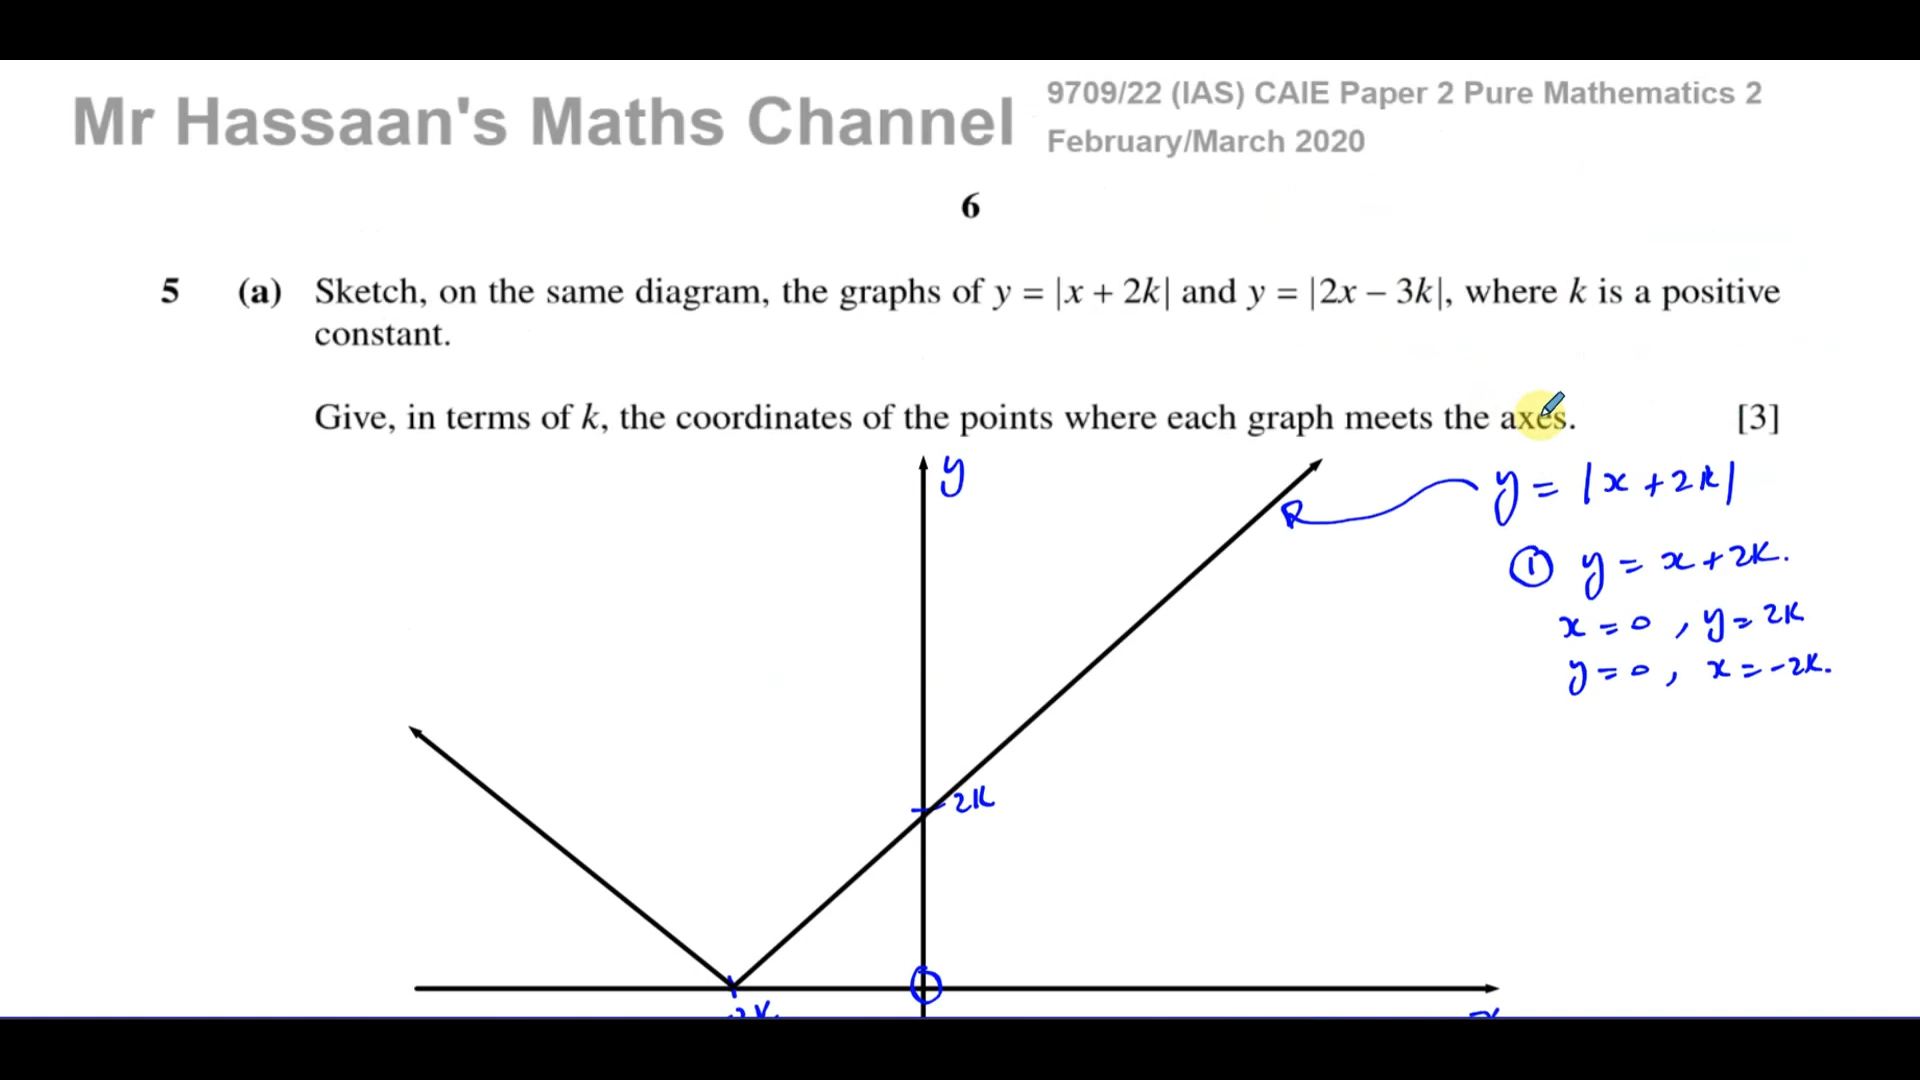 Mr Hassaan's Maths Channel
9709/22 (IAS) CAIE Paper 2 Pure Mathematics 2
February/March 2020
6
5 (a) Sketch, on the same diagram, the graphs of y = |x + 2k| and y = |2x − 3k|, where k is a positive
constant.
Give, in terms of k, the coordinates of the points where each graph meets the axes. [3]
y
y = |x + 2k|
① y = x + 2k.
x = 0, y = 2k
y = 0, x = -2k.
2k